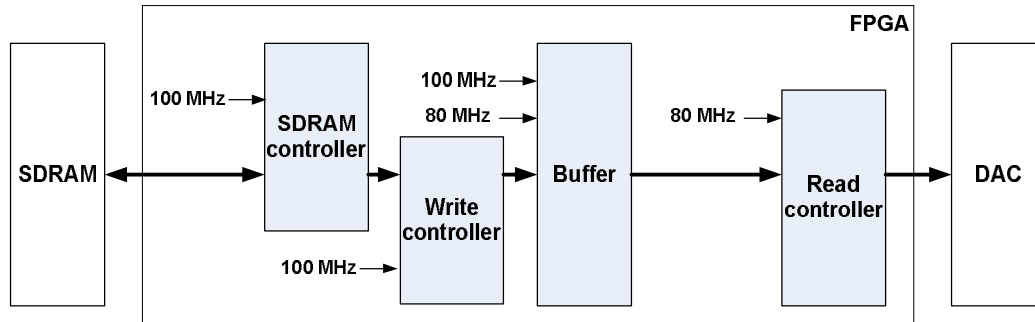 FPGA
SDRAM
100 MHz
SDRAM
controller
100 MHz
Write
controller
100 MHz
80 MHz
Buffer
80 MHz
Read
controller
DAC